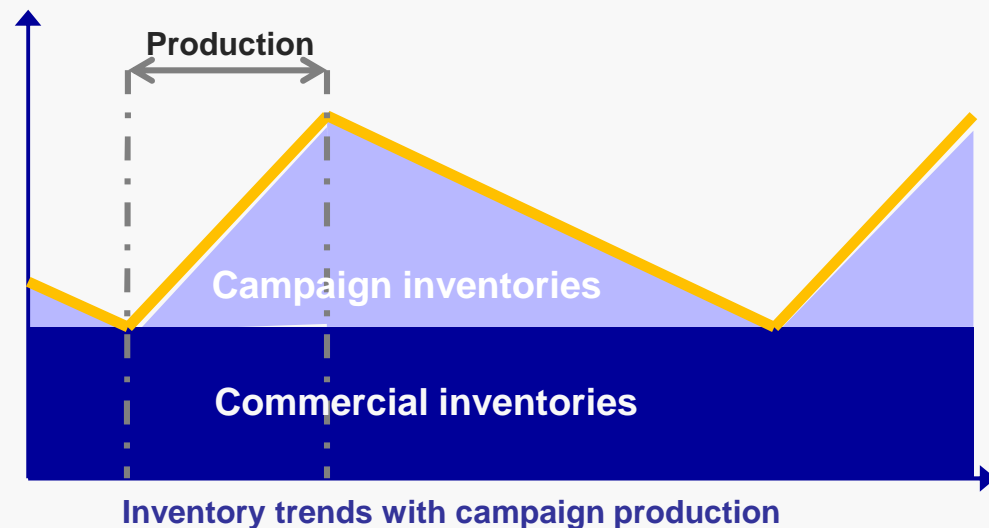 Production
Campaign inventories
Commercial inventories
Inventory trends with campaign production